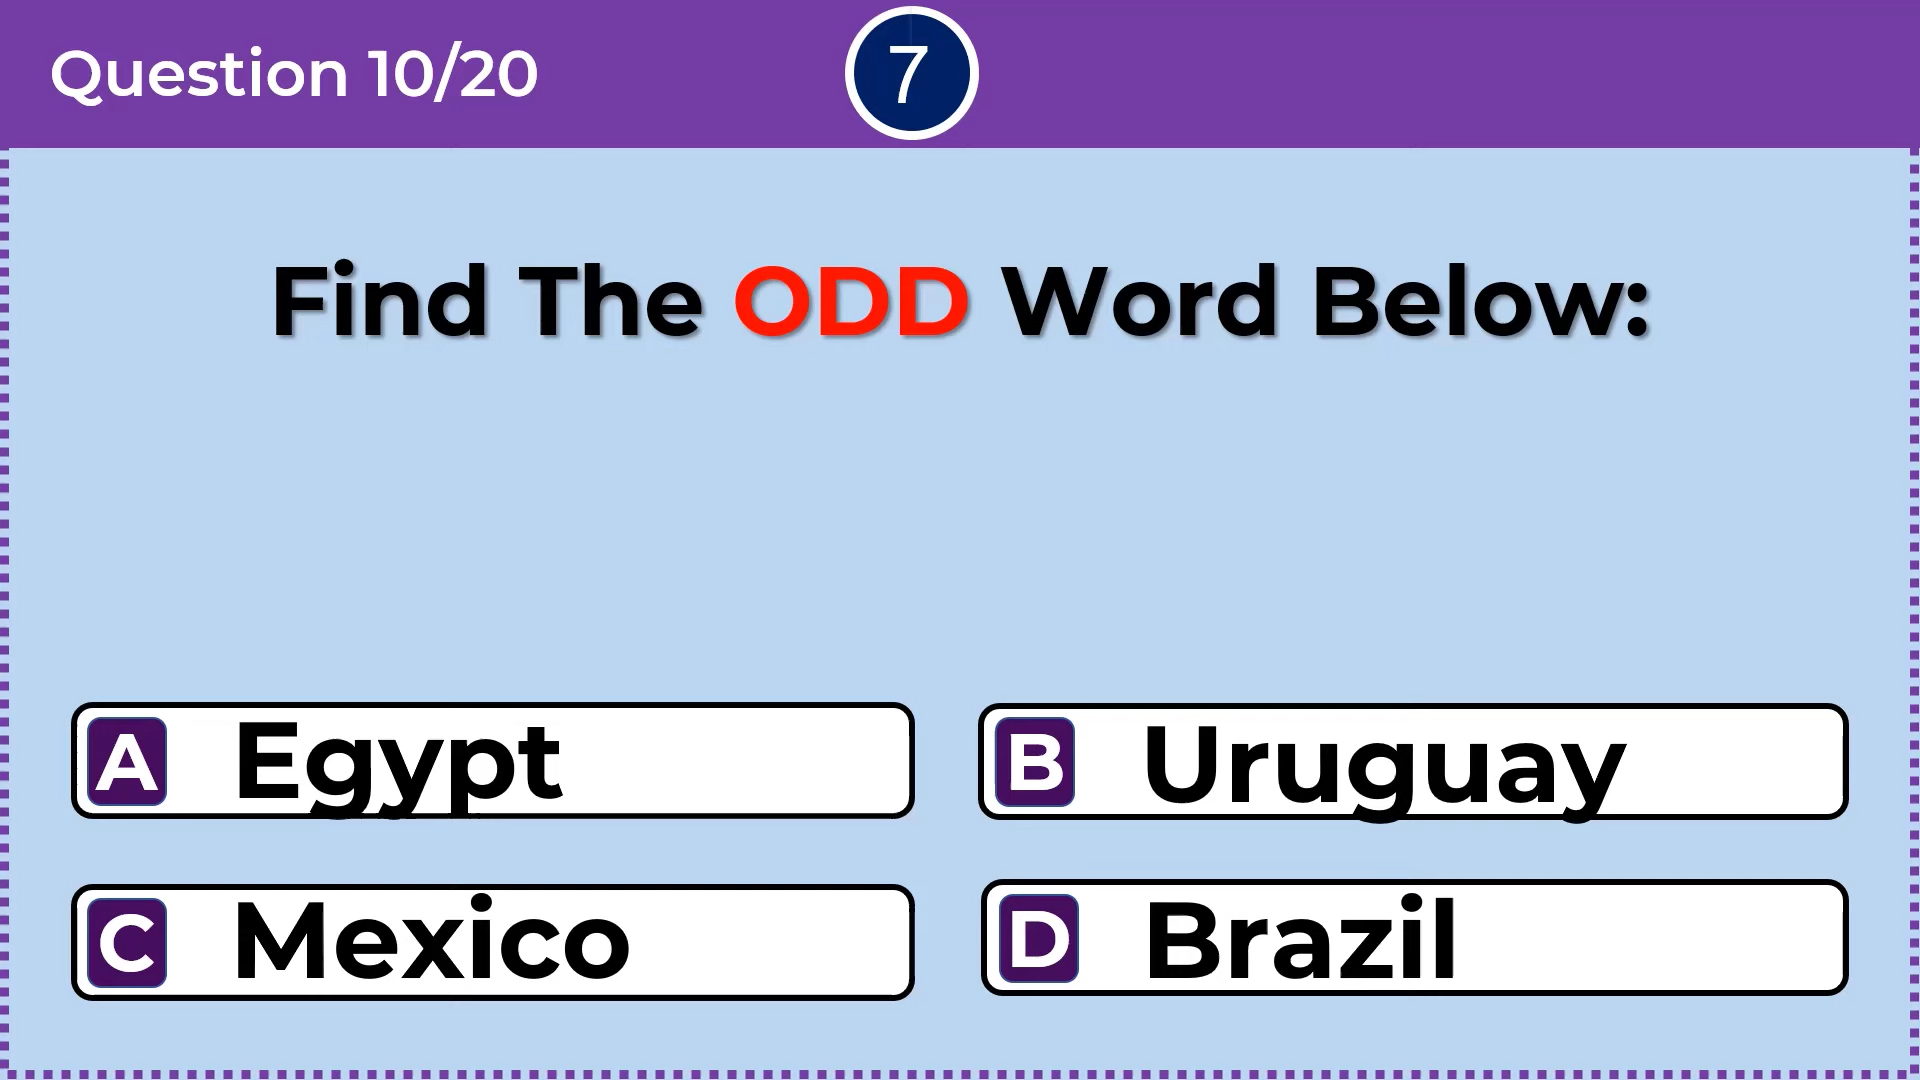 Question 10/20
7
Find The ODD Word Below:
A Egypt
B Uruguay
C Mexico
D Brazil